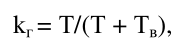 kг = T/(T + Tв),